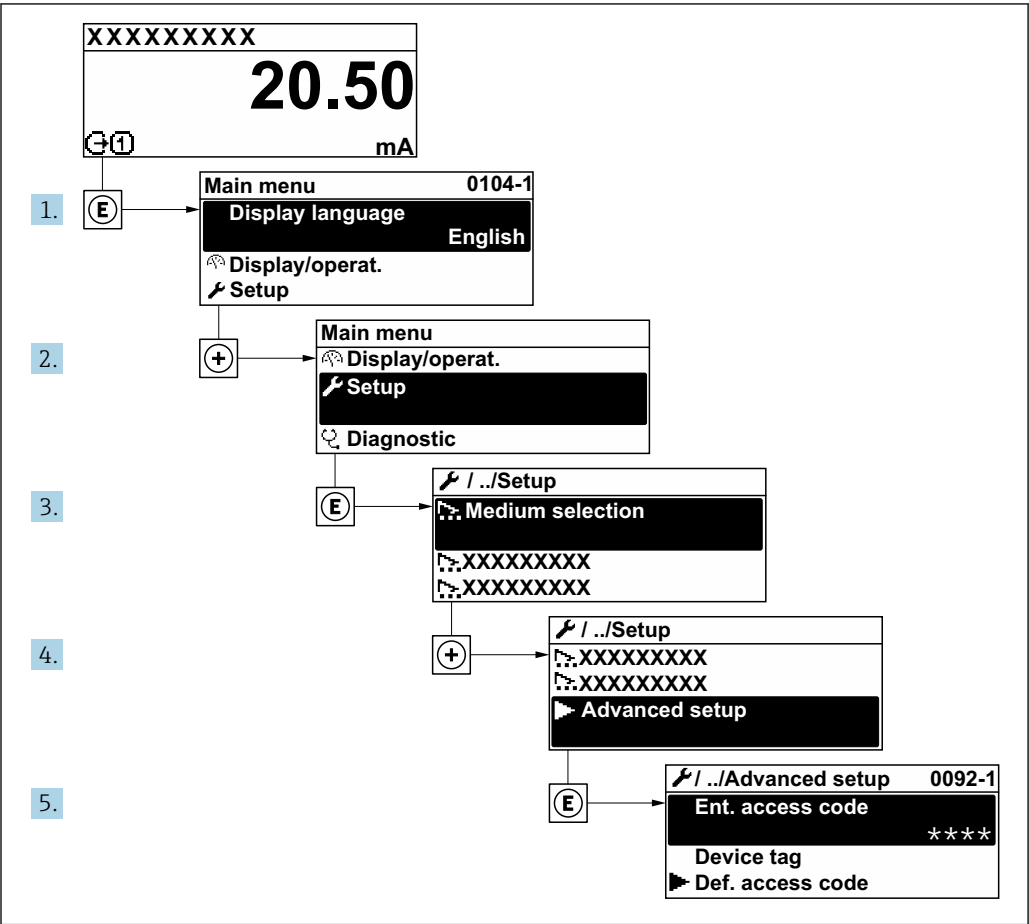 XXXXXXXXX
20.50
1 mA
1. E
Main menu 0104-1
Display language
English
Display/operat.
Setup
2. +
Main menu
Display/operat.
Setup
Diagnostic
3. E
/ ../Setup
Medium selection
XXXXXXXXX
XXXXXXXXX
4. +
/ ../Setup
XXXXXXXXX
XXXXXXXXX
Advanced setup
5. E
/ ../Advanced setup 0092-1
Ent. access code
****
Device tag
Def. access code